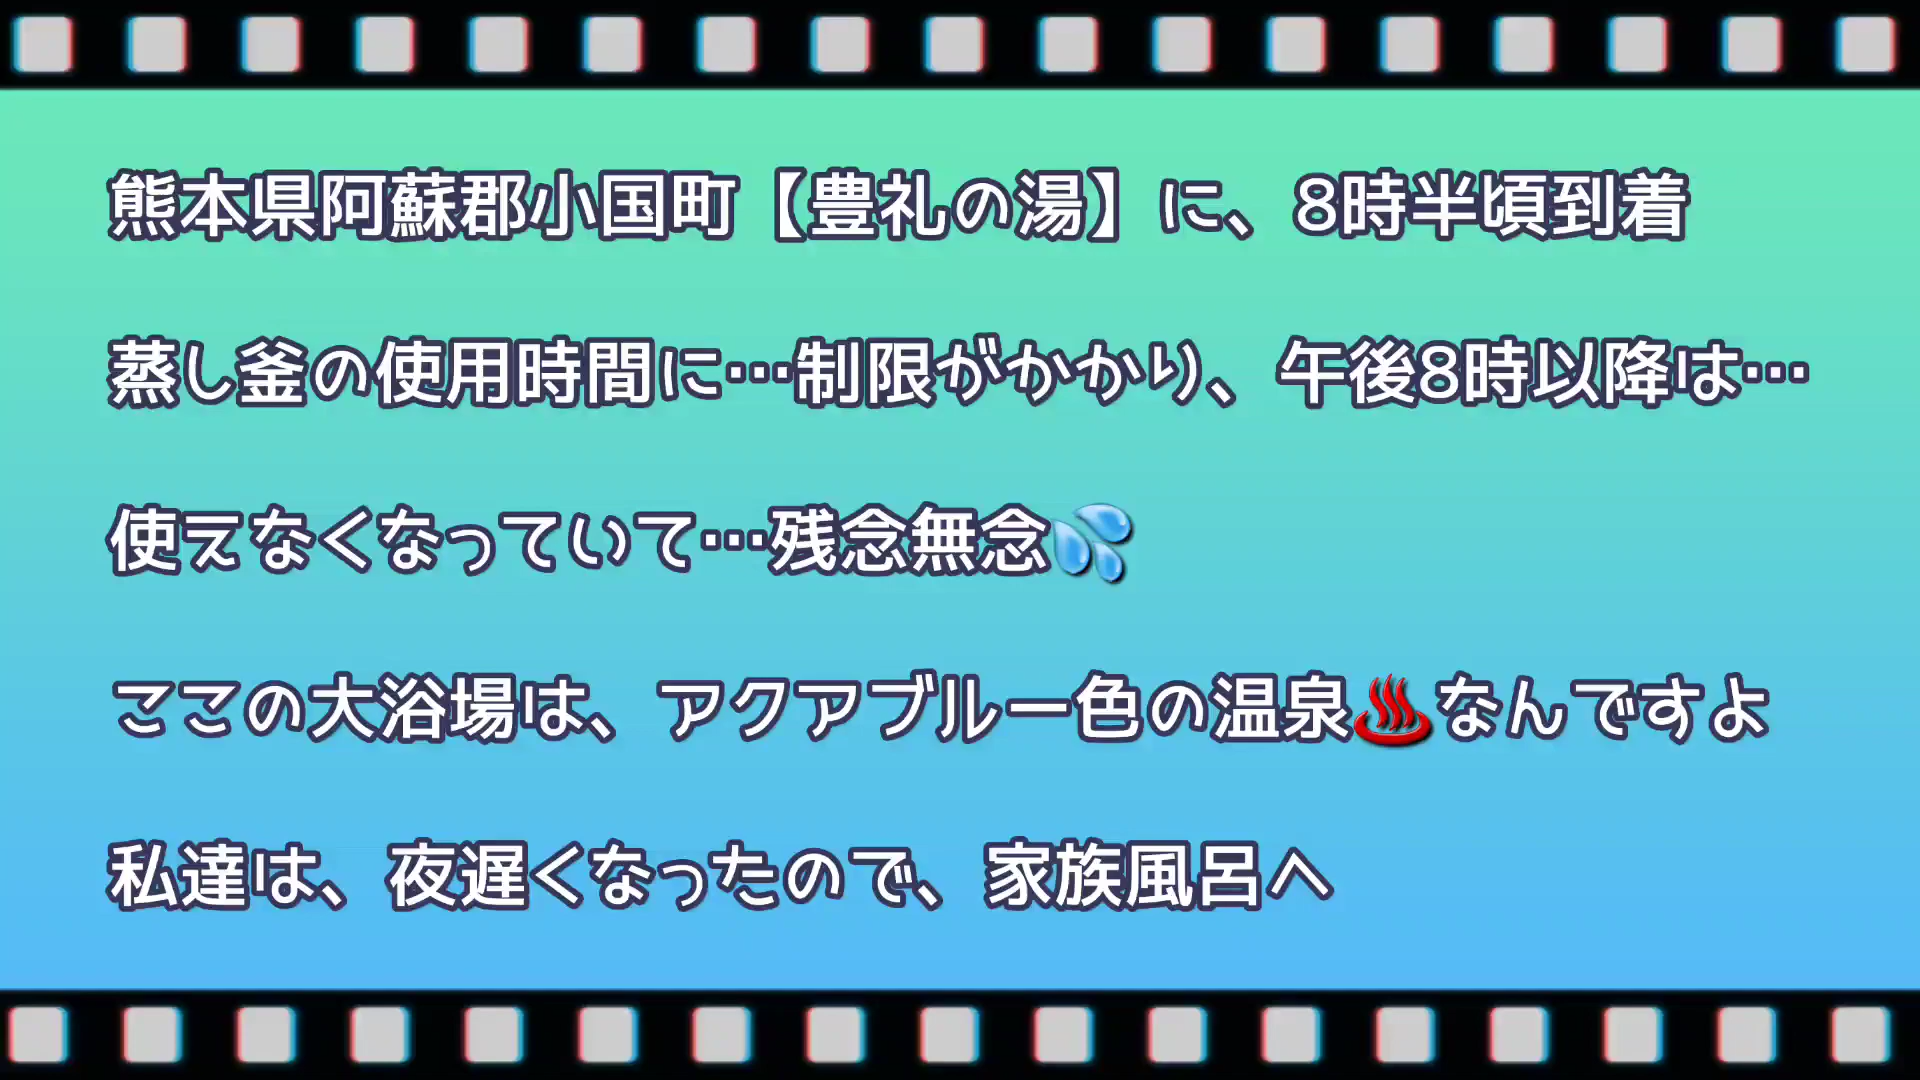 熊本県阿蘇郡小国町【豊礼の湯】に、8時半頃到着
蒸し釜の使用時間に…制限がかかり、午後8時以降は…
使えなくなっていて…残念無念💦
ここの大浴場は、アクアブルー色の温泉♨️なんですよ
私達は、夜遅くなったので、家族風呂へ